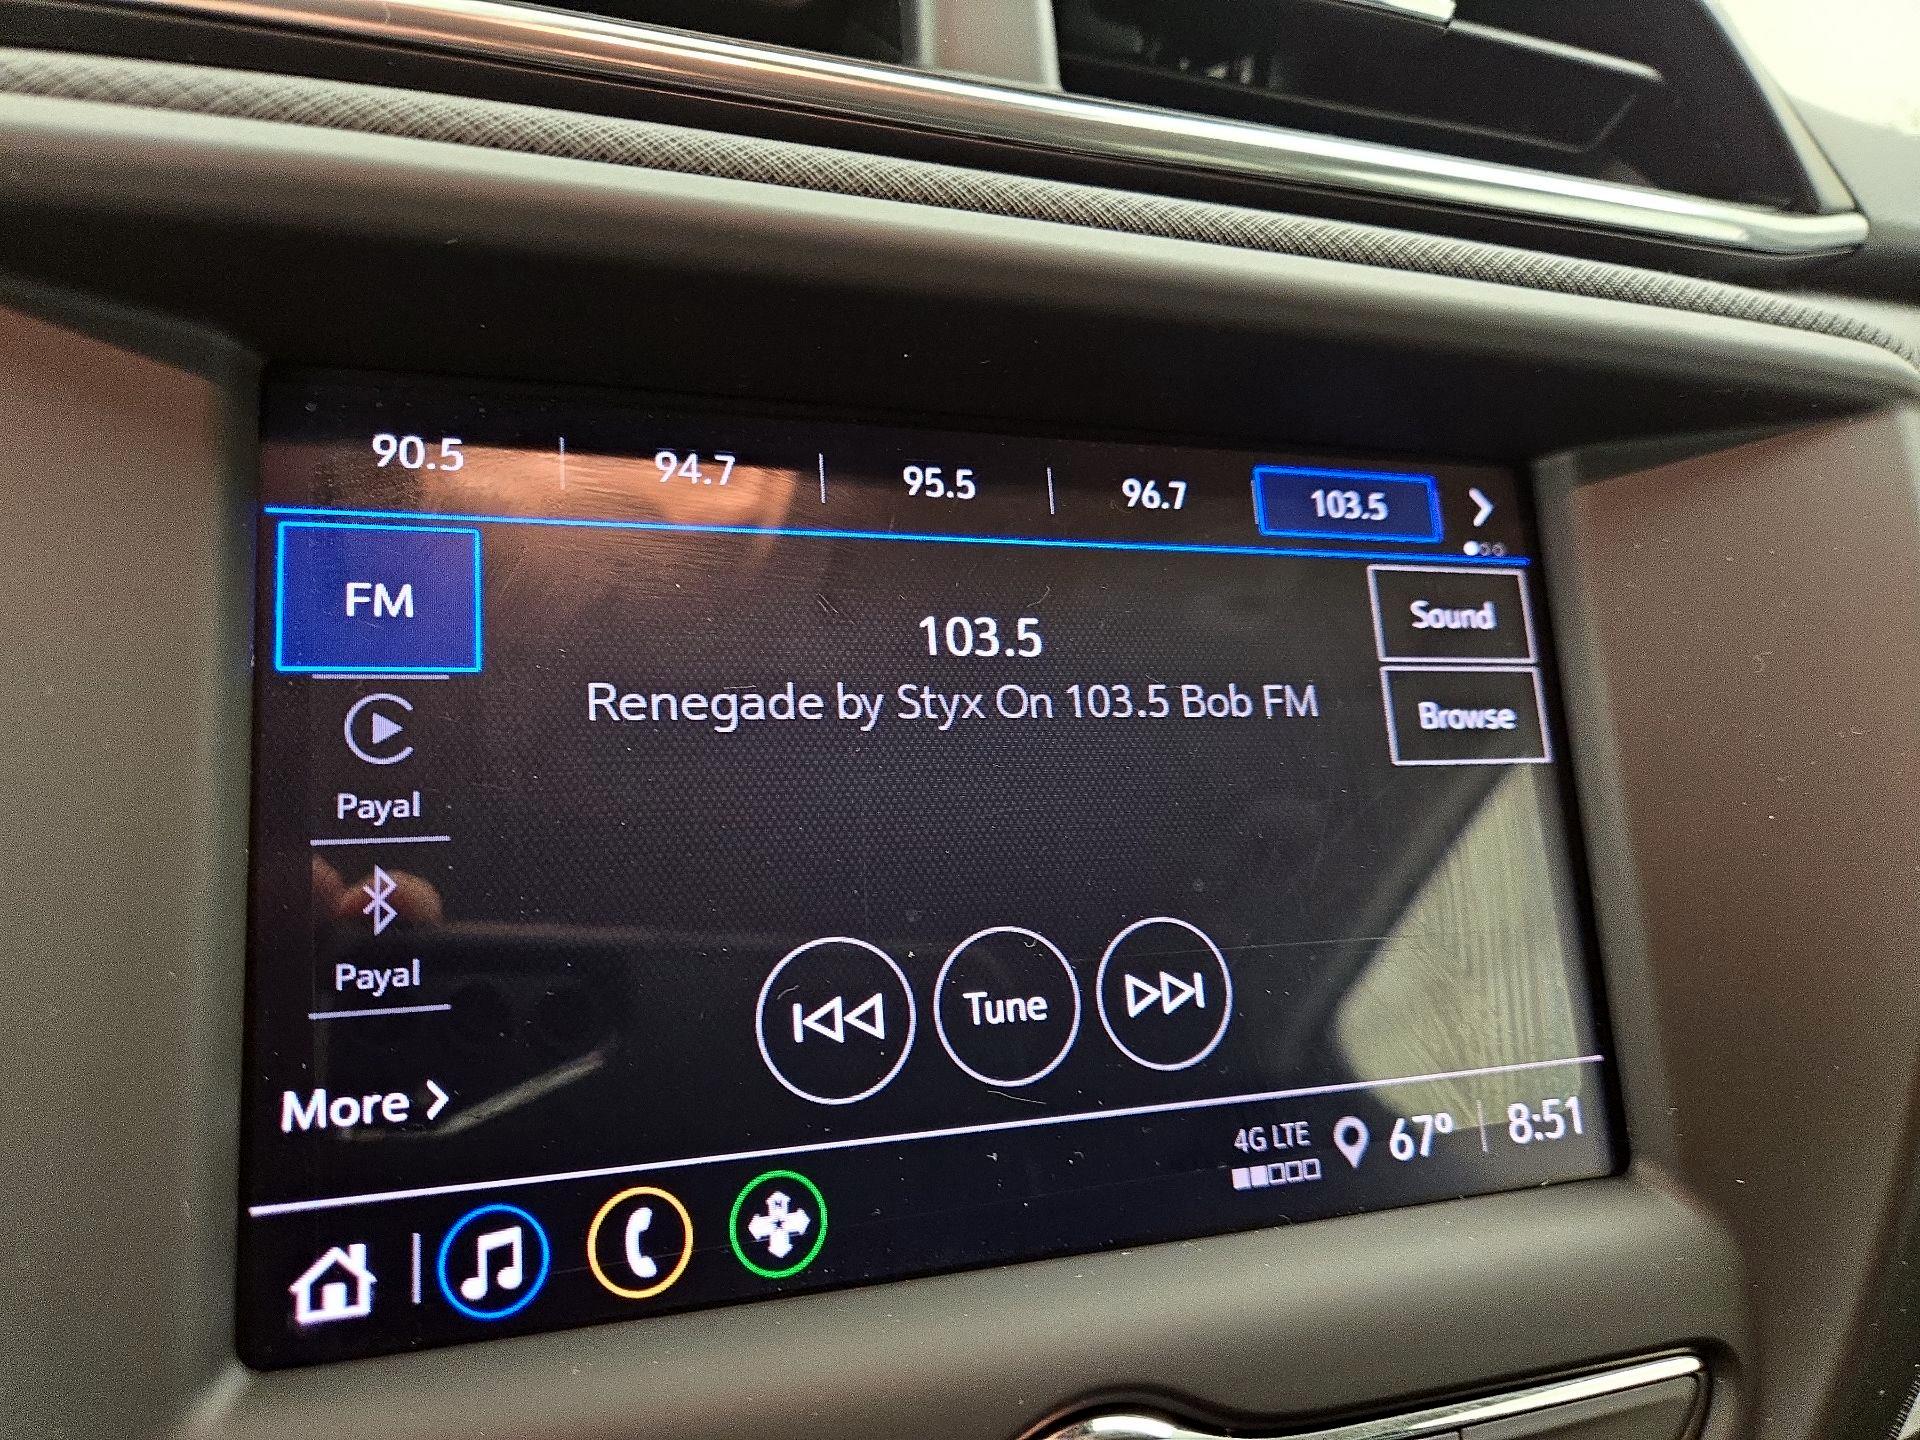 90.5 | 94.7 | 95.5 | 96.7 | 103.5
FM
Sound
103.5
Renegade by Styx On 103.5 Bob FM
Browse
Payal
Payal
Tune
More
4G LTE 67° | 8:51